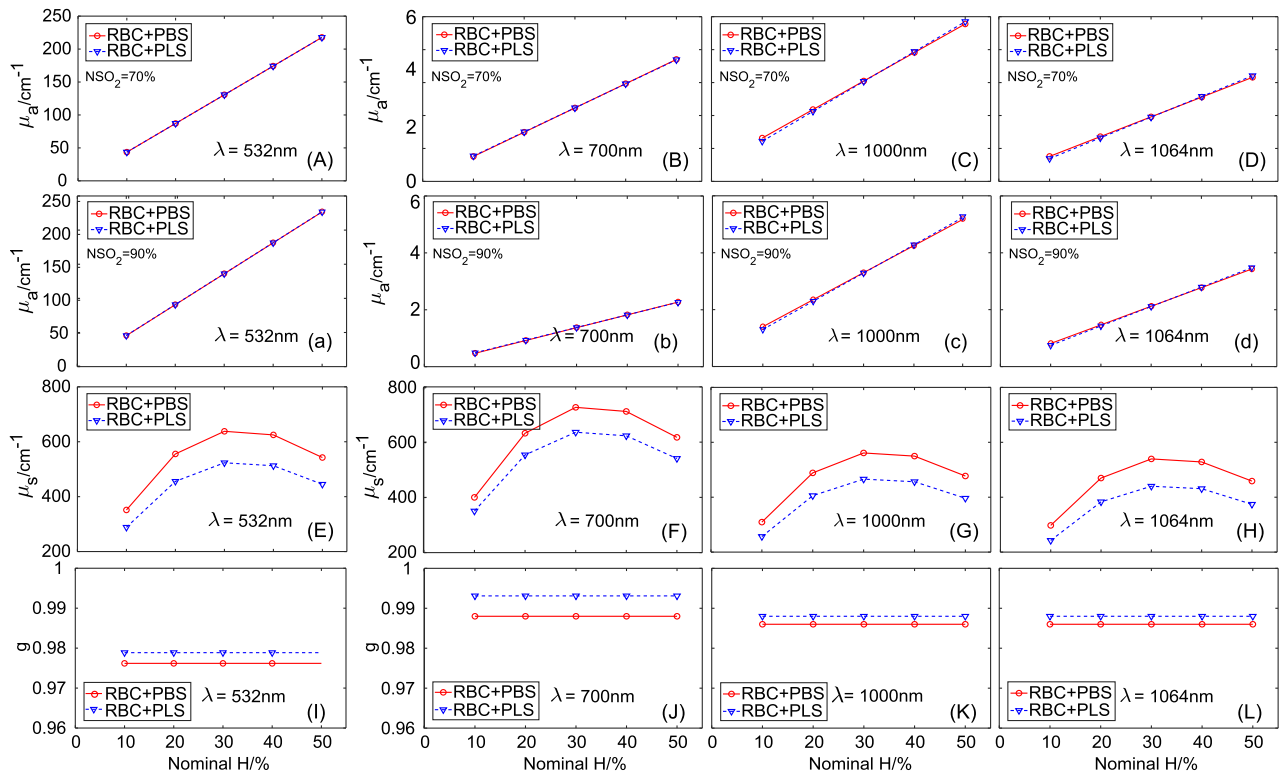 250
200
150
100
50
0
μa/cm-1
RBC+PBS
RBC+PLS
NSO2=70%
λ = 532nm
(A)
6
4
2
0
μa/cm-1
RBC+PBS
RBC+PLS
NSO2=70%
λ = 700nm
(B)
RBC+PBS
RBC+PLS
NSO2=70%
λ = 1000nm
(C)
RBC+PBS
RBC+PLS
NSO2=70%
λ = 1064nm
(D)
250
200
150
100
50
0
μa/cm-1
RBC+PBS
RBC+PLS
NSO2=90%
λ = 532nm
(a)
6
4
2
0
μa/cm-1
RBC+PBS
RBC+PLS
NSO2=90%
λ = 700nm
(b)
RBC+PBS
RBC+PLS
NSO2=90%
λ = 1000nm
(c)
RBC+PBS
RBC+PLS
NSO2=90%
λ = 1064nm
(d)
800
600
400
200
μs/cm-1
RBC+PBS
RBC+PLS
λ = 532nm
(E)
800
600
400
200
μs/cm-1
RBC+PBS
RBC+PLS
λ = 700nm
(F)
RBC+PBS
RBC+PLS
λ = 1000nm
(G)
RBC+PBS
RBC+PLS
λ = 1064nm
(H)
1
0.99
0.98
0.97
0.96
g
RBC+PBS
RBC+PLS
λ = 532nm
(I)
0 10 20 30 40 50
Nominal H/%
1
0.99
0.98
0.97
0.96
g
RBC+PBS
RBC+PLS
λ = 700nm
(J)
0 10 20 30 40 50
Nominal H/%
RBC+PBS
RBC+PLS
λ = 1000nm
(K)
0 10 20 30 40 50
Nominal H/%
RBC+PBS
RBC+PLS
λ = 1064nm
(L)
0 10 20 30 40 50
Nominal H/%